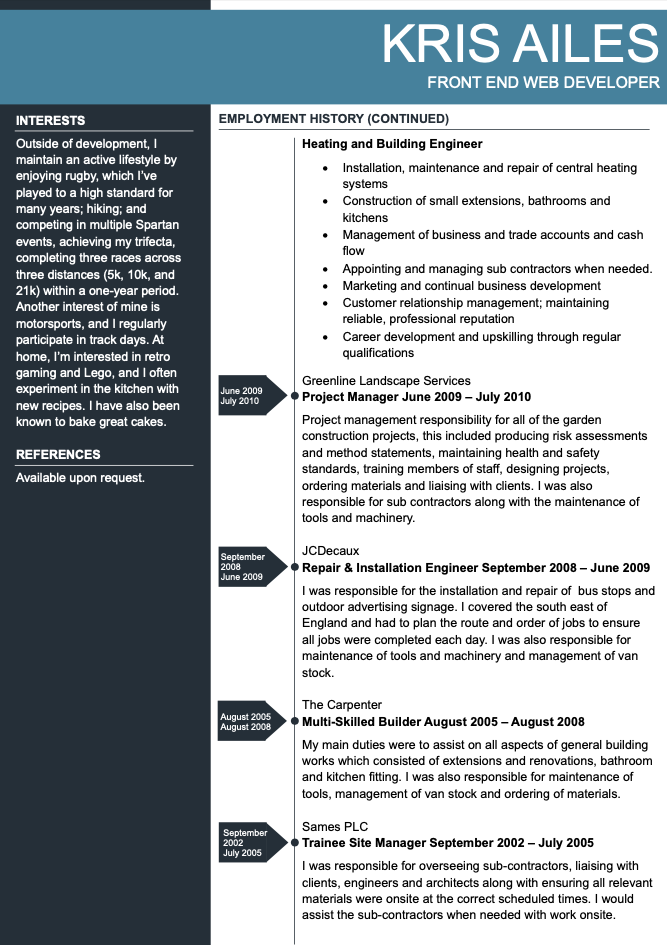 KRIS AILES
FRONT END WEB DEVELOPER
INTERESTS
Outside of development, I
maintain an active lifestyle by
enjoying rugby, which I've
played to a high standard for
many years; hiking; and
competing in multiple Spartan
events, achieving my trifecta,
completing three races across
three distances (5k, 10k, and
21k) within a one-year period.
Another interest of mine is
motorsports, and I regularly
participate in track days. At
home, I'm interested in retro
gaming and Lego, and I often
experiment in the kitchen with
new recipes. I have also been
known to bake great cakes.
REFERENCES
Available upon request.
EMPLOYMENT HISTORY (CONTINUED)
Heating and Building Engineer
• Installation, maintenance and repair of central heating
systems
• Construction of small extensions, bathrooms and
kitchens
• Management of business and trade accounts and cash
flow
• Appointing and managing sub contractors when needed.
• Marketing and continual business development
• Customer relationship management; maintaining
reliable, professional reputation
• Career development and upskilling through regular
qualifications
June 2009
July 2010
Greenline Landscape Services
Project Manager June 2009 – July 2010
Project management responsibility for all of the garden
construction projects, this included producing risk assessments
and method statements, maintaining health and safety
standards, training members of staff, designing projects,
ordering materials and liaising with clients. I was also
responsible for sub contractors along with the maintenance of
tools and machinery.
September
2008
June 2009
JCDecaux
Repair & Installation Engineer September 2008 – June 2009
I was responsible for the installation and repair of  bus stops and
outdoor advertising signage. I covered the south east of
England and had to plan the route and order of jobs to ensure
all jobs were completed each day. I was also responsible for
maintenance of tools and machinery and management of van
stock.
August 2005
August 2008
The Carpenter
Multi-Skilled Builder August 2005 – August 2008
My main duties were to assist on all aspects of general building
works which consisted of extensions and renovations, bathroom
and kitchen fitting. I was also responsible for maintenance of
tools, management of van stock and ordering of materials.
September
2002
July 2005
Sames PLC
Trainee Site Manager September 2002 – July 2005
I was responsible for overseeing sub-contractors, liaising with
clients, engineers and architects along with ensuring all relevant
materials were onsite at the correct scheduled times. I would
assist the sub-contractors when needed with work onsite.